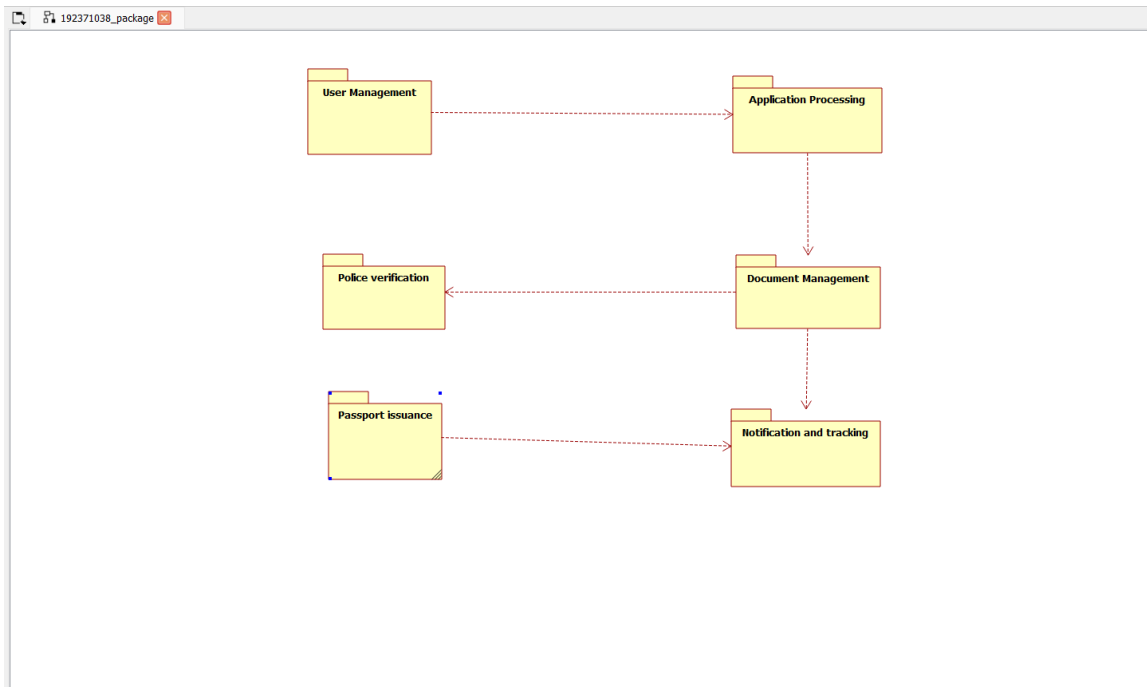 192371038_package
User Management
Application Processing
Police verification
Document Management
Passport issuance
Notification and tracking